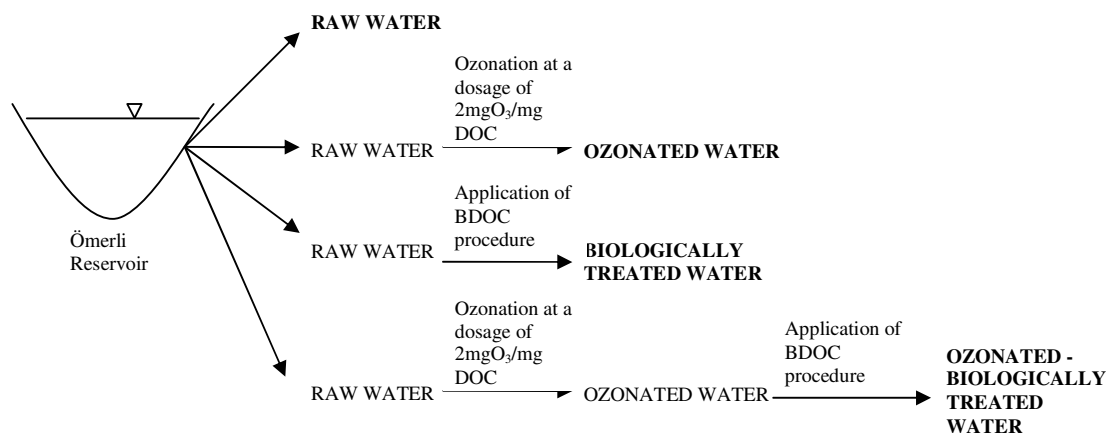 RAW WATER
Ozonation at a
dosage of
2mgO₃/mg
DOC
RAW WATER
OZONATED WATER
Application of
BDOC
procedure
RAW WATER
BIOLOGICALLY
TREATED WATER
Ömerli
Reservoir
Ozonation at a
dosage of
2mgO₃/mg
DOC
RAW WATER
OZONATED WATER
Application of
BDOC
procedure
OZONATED -
BIOLOGICALLY
TREATED
WATER